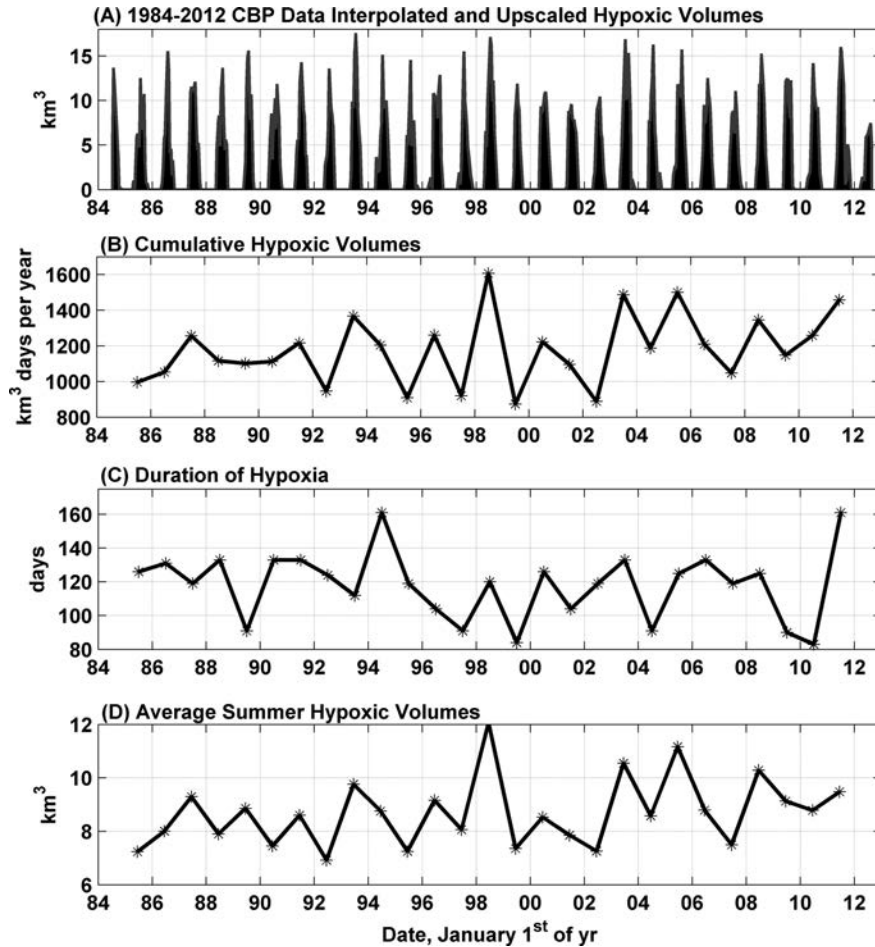 (A) 1984-2012 CBP Data Interpolated and Upscaled Hypoxic Volumes
km³
15
10
5
0
84 86 88 90 92 94 96 98 00 02 04 06 08 10 12
(B) Cumulative Hypoxic Volumes
km³ days per year
1600
1400
1200
1000
800
84 86 88 90 92 94 96 98 00 02 04 06 08 10 12
(C) Duration of Hypoxia
days
160
140
120
100
80
84 86 88 90 92 94 96 98 00 02 04 06 08 10 12
(D) Average Summer Hypoxic Volumes
km³
12
10
8
6
84 86 88 90 92 94 96 98 00 02 04 06 08 10 12
Date, January 1ˢᵗ of yr